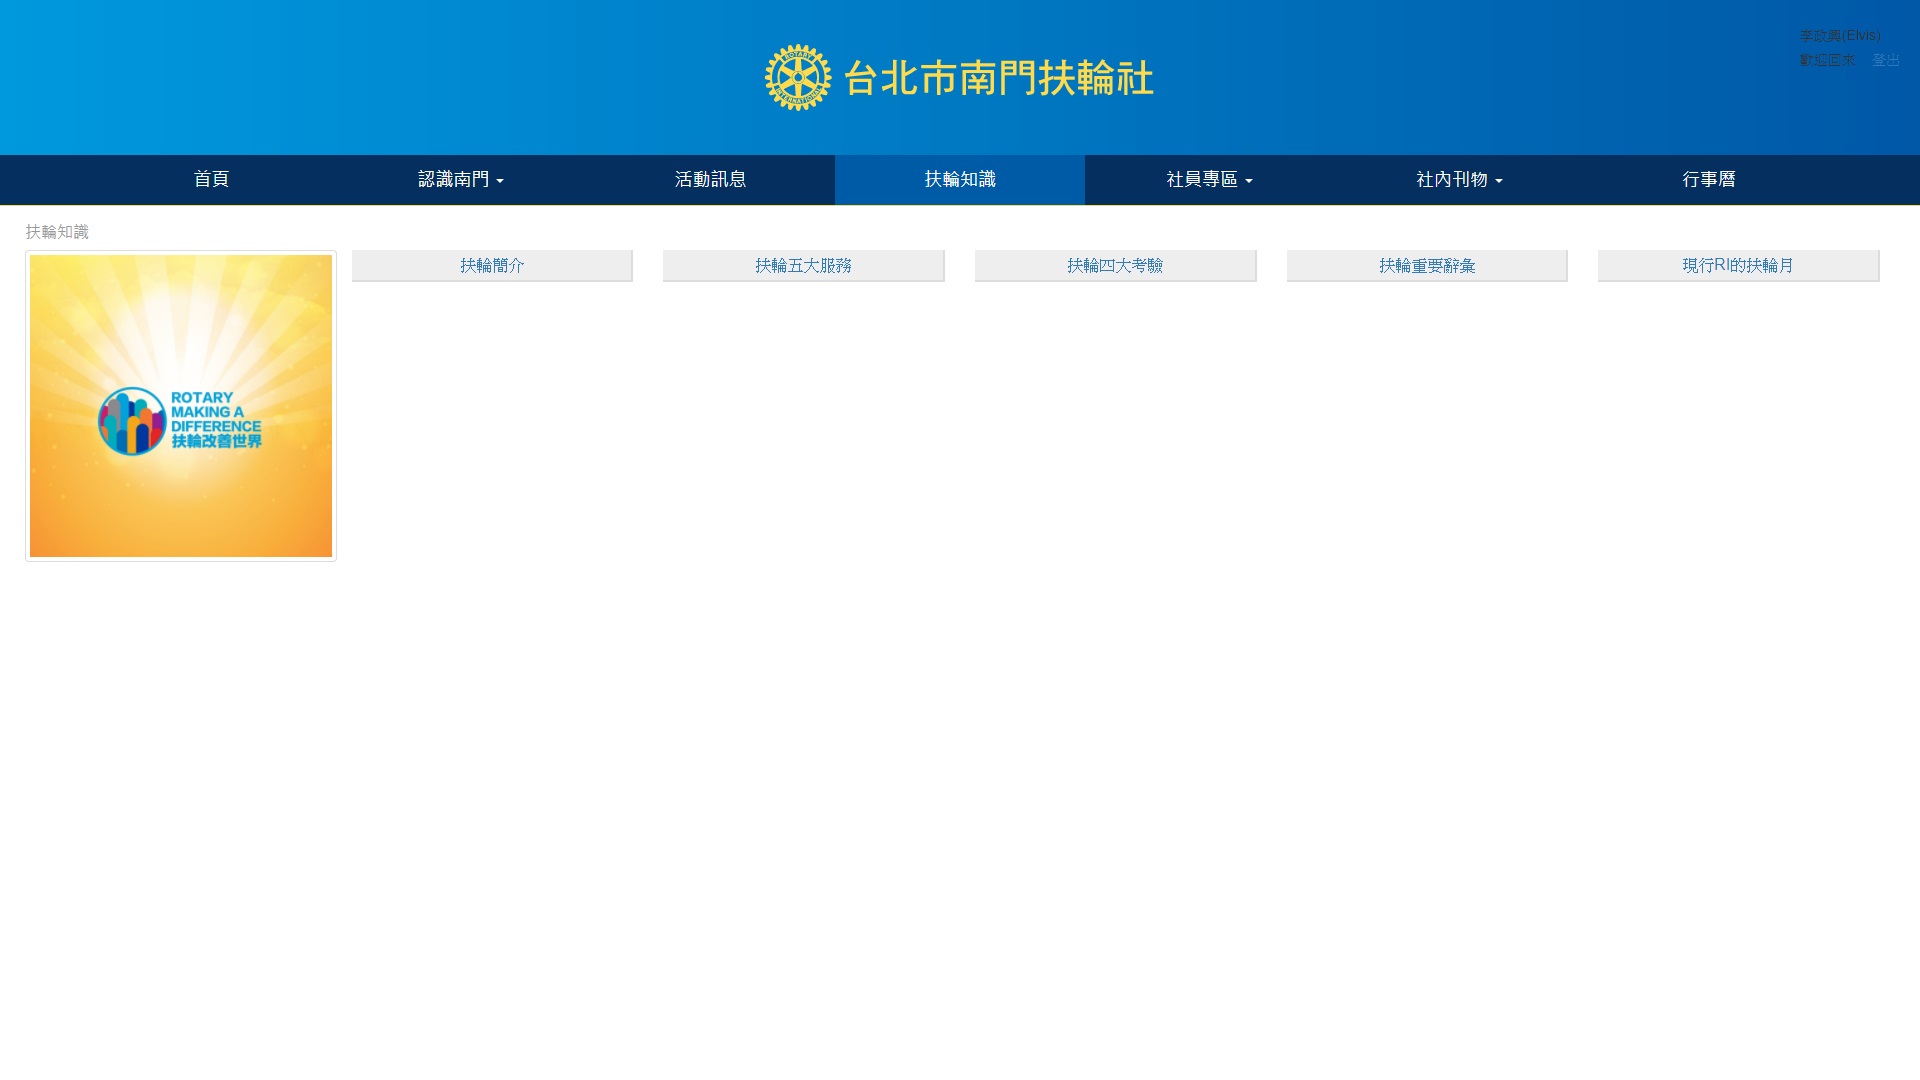 李政興(Elvis)
歡迎回來 登出
ROTARY
INTERNATIONAL
台北市南門扶輪社
首頁 認識南門 活動訊息 扶輪知識 社員專區 社內刊物 行事曆
扶輪知識
扶輪簡介 扶輪五大服務 扶輪四大考驗 扶輪重要辭彙 現行RI的扶輪月
ROTARY
MAKING A
DIFFERENCE
扶輪改善世界